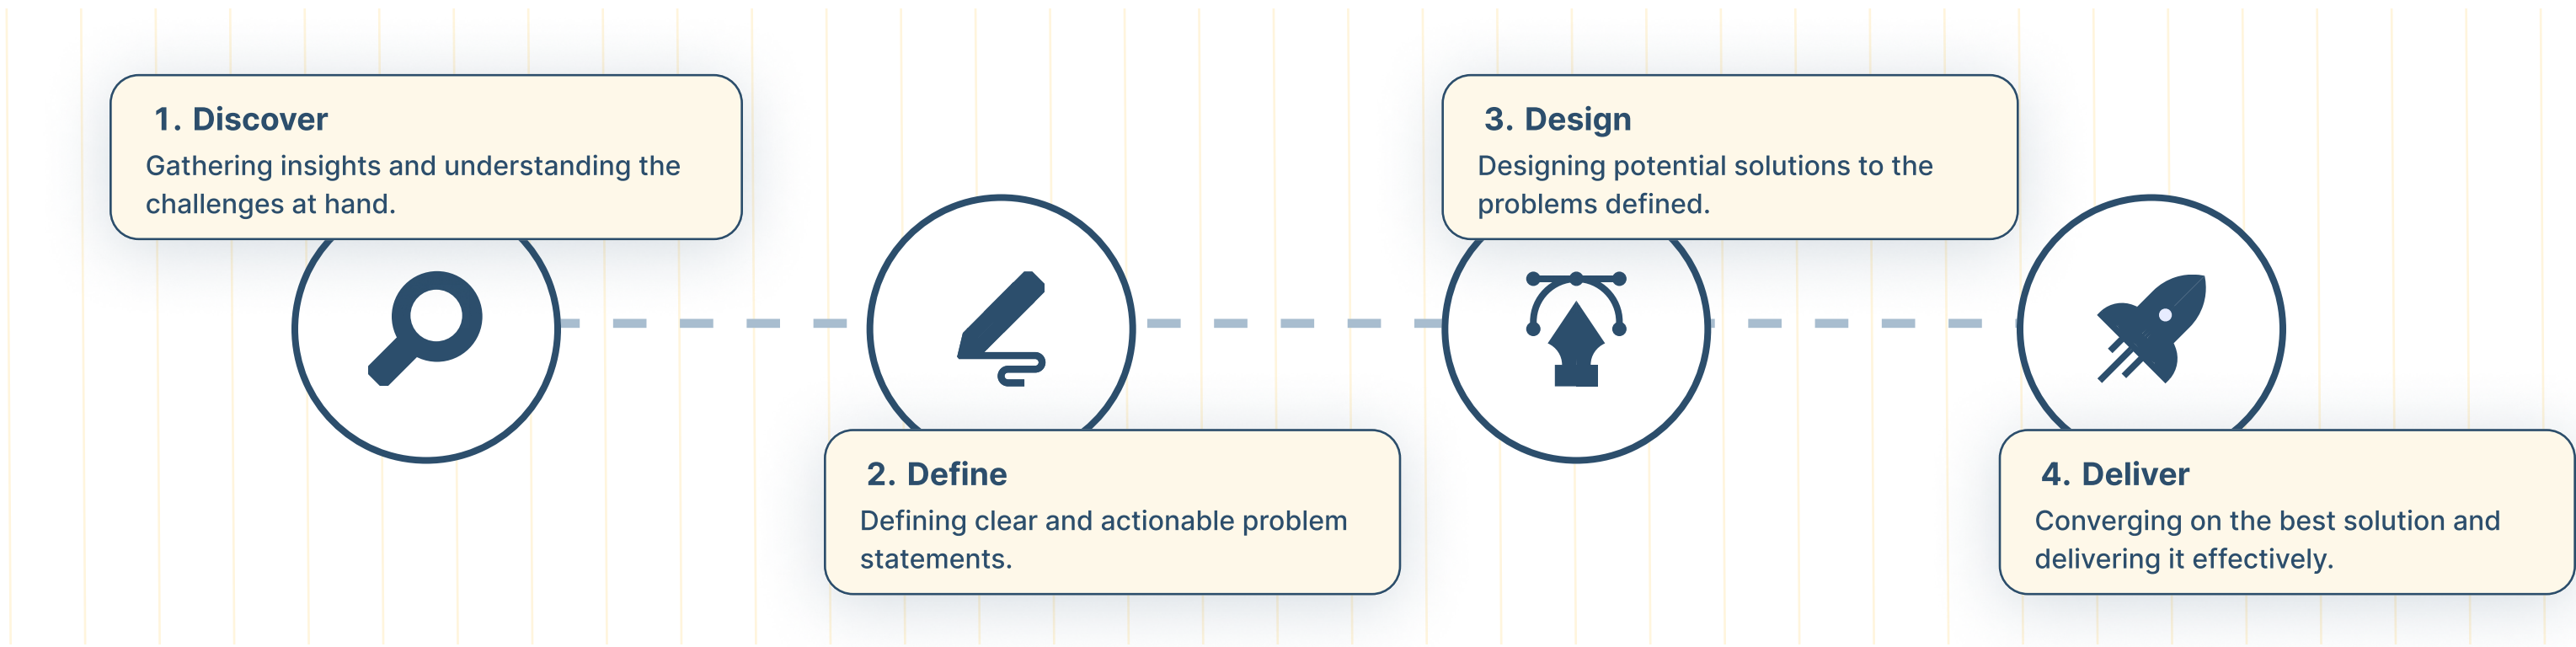 1. Discover
Gathering insights and understanding the
challenges at hand.
2. Define
Defining clear and actionable problem
statements.
3. Design
Designing potential solutions to the
problems defined.
4. Deliver
Converging on the best solution and
delivering it effectively.